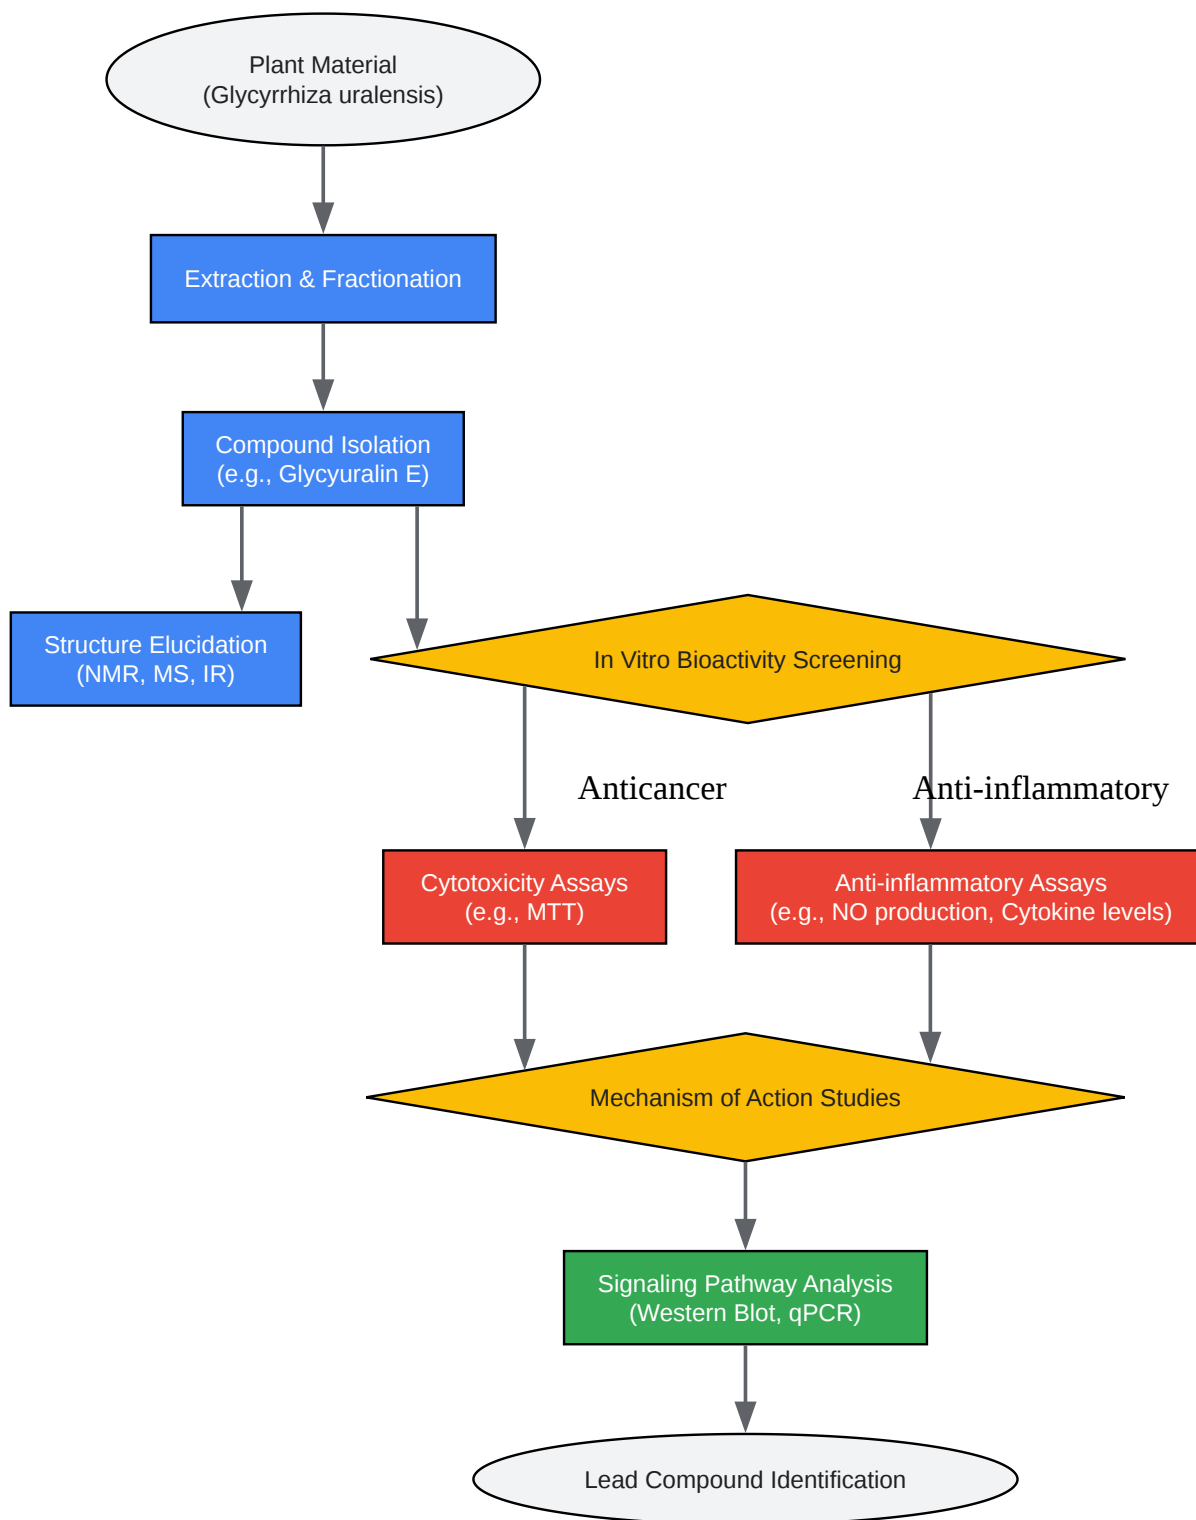 Plant Material
(Glycyrrhiza uralensis)
Extraction & Fractionation
Compound Isolation
(e.g., Glycyuralin E)
Structure Elucidation
(NMR, MS, IR)
In Vitro Bioactivity Screening
Anticancer
Anti-inflammatory
Cytotoxicity Assays
(e.g., MTT)
Anti-inflammatory Assays
(e.g., NO production, Cytokine levels)
Mechanism of Action Studies
Signaling Pathway Analysis
(Western Blot, qPCR)
Lead Compound Identification